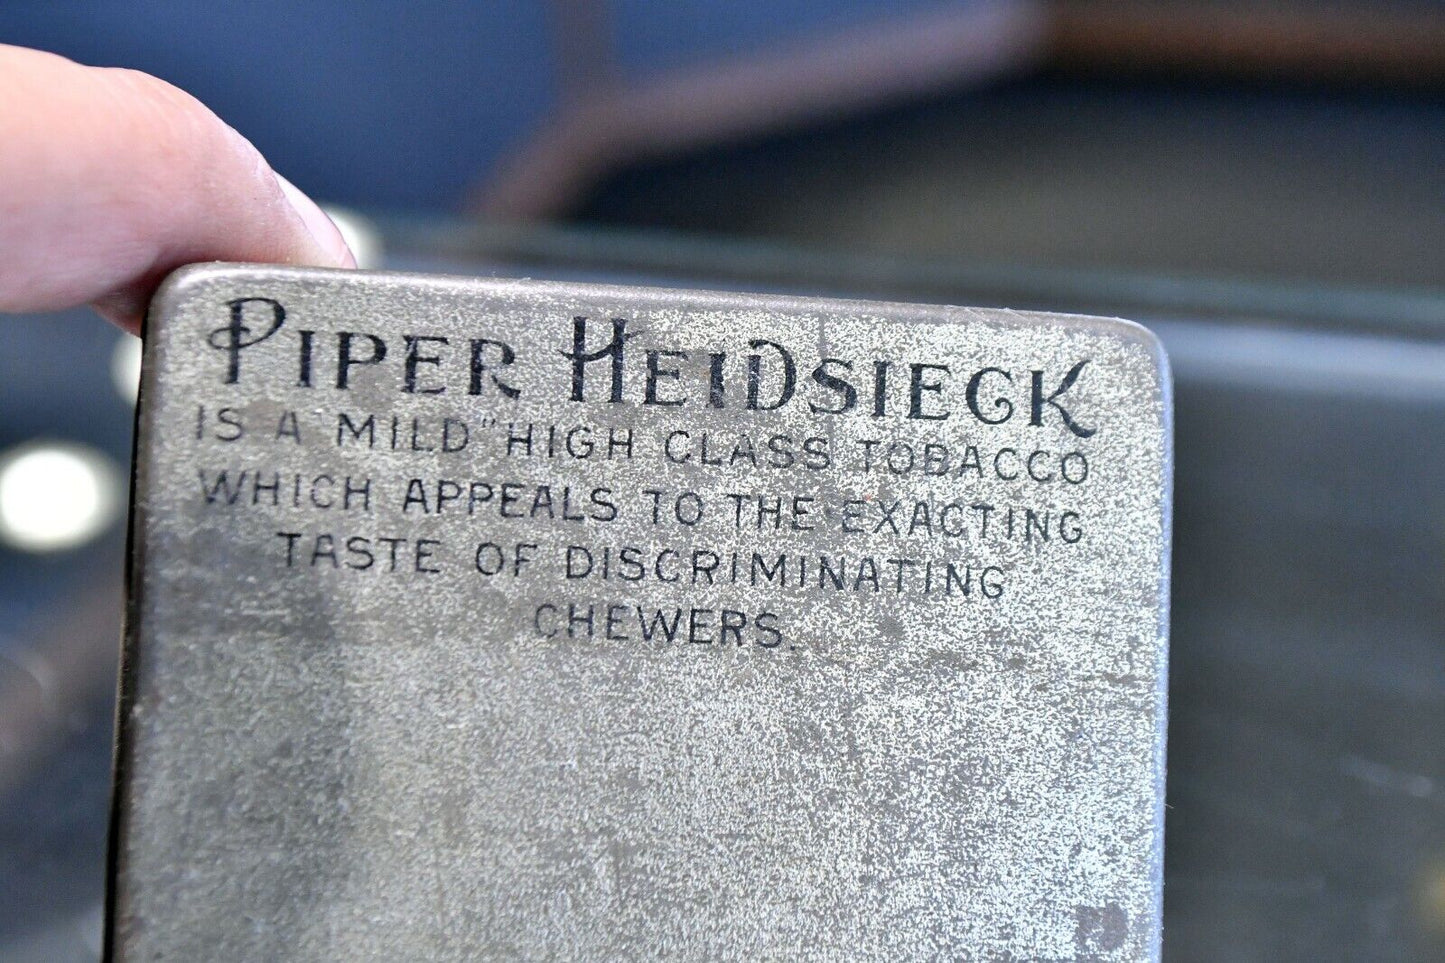 PIPER HEIDSIECK
IS A MILD "HIGH CLASS TOBACCO
WHICH APPEALS TO THE EXACTING
TASTE OF DISCRIMINATING
CHEWERS.